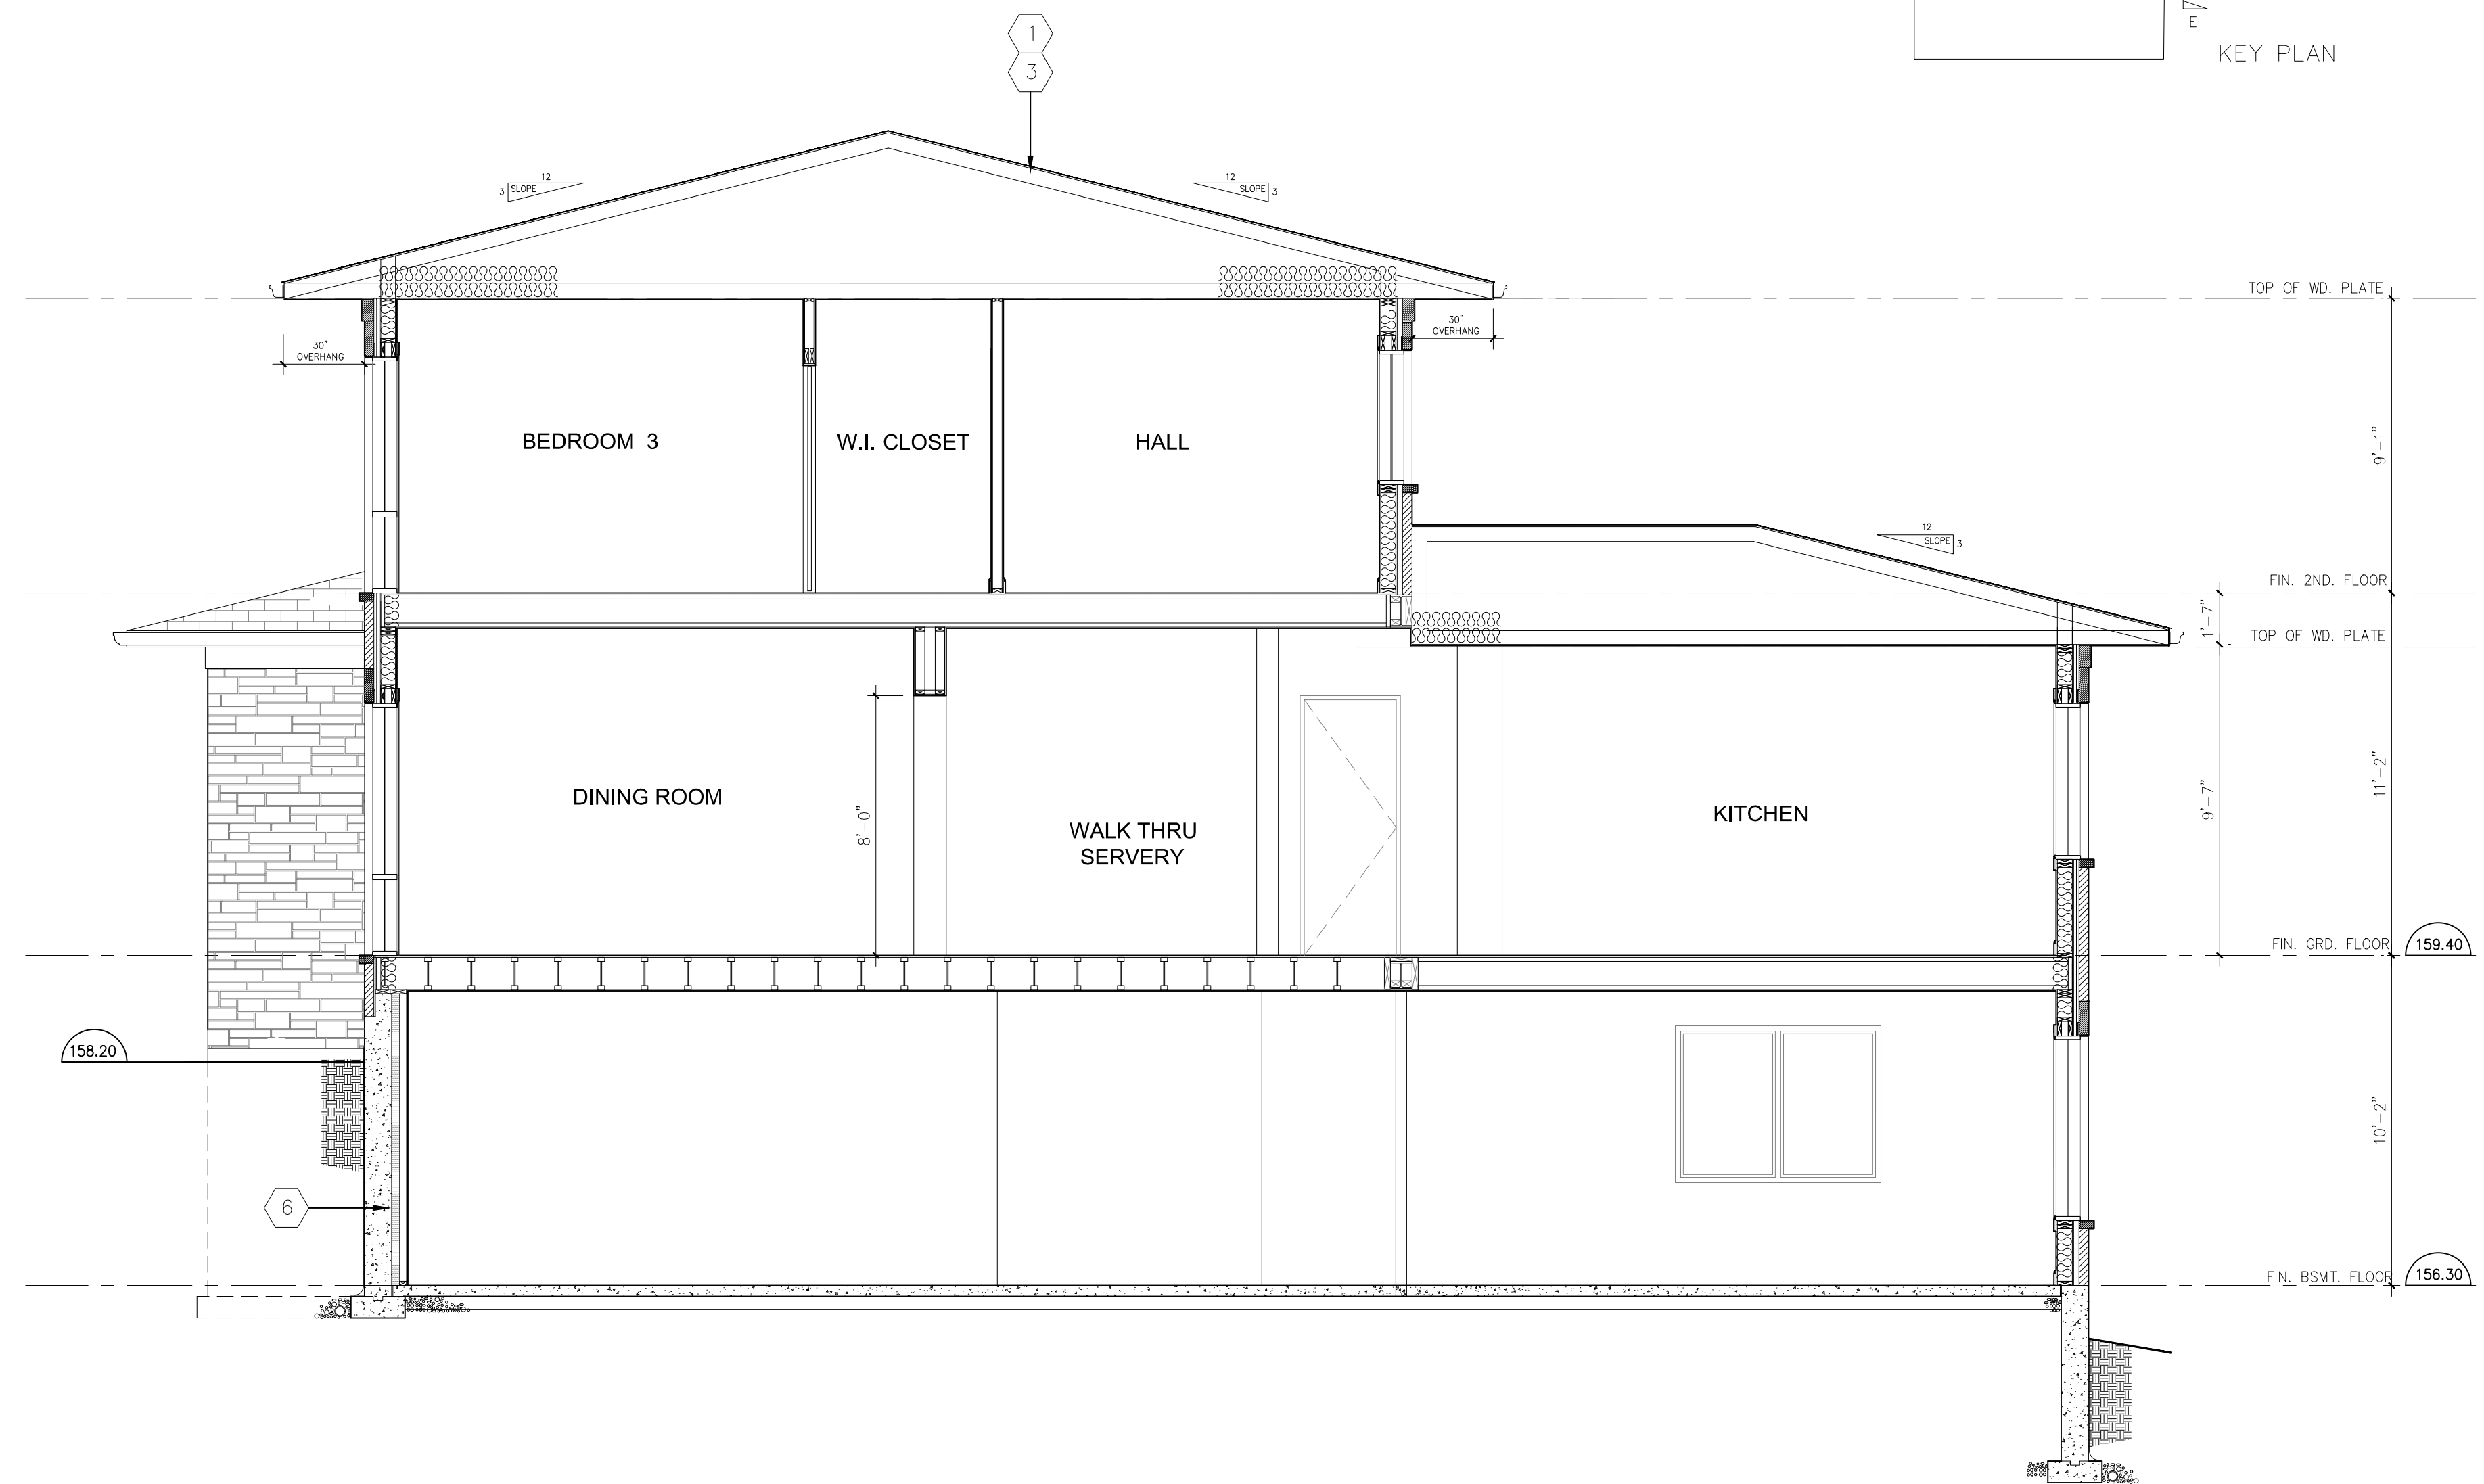 E
KEY PLAN
1
3
12
3 SLOPE
12
SLOPE 3
TOP OF WD. PLATE
30"
OVERHANG
30"
OVERHANG
9'-1"
BEDROOM 3
W.I. CLOSET
HALL
12
SLOPE 3
FIN. 2ND. FLOOR
1'-7"
TOP OF WD. PLATE
11'-2"
9'-7"
DINING ROOM
8'-0"
WALK THRU
SERVERY
KITCHEN
FIN. GRD. FLOOR
159.40
158.20
10'-2"
6
FIN. BSMT. FLOOR
156.30